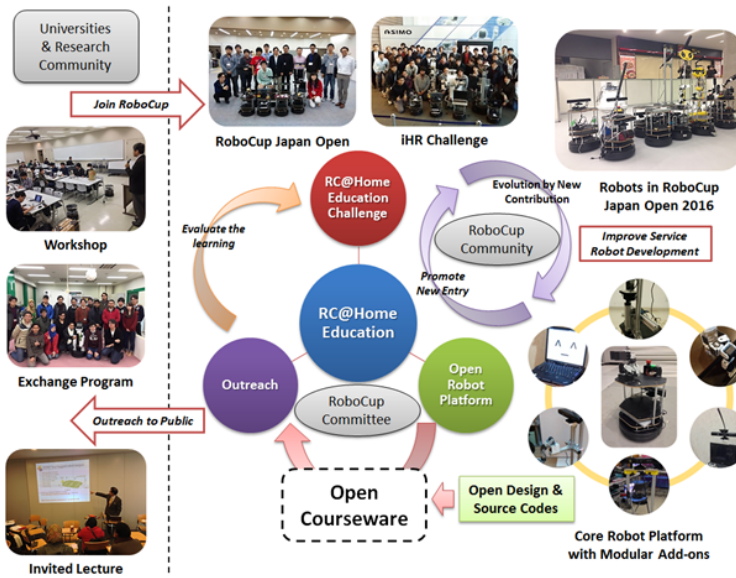 Universities
& Research
Community
Join RoboCup
ASIMO
RoboCup Japan Open
iHR Challenge
Robots in RoboCup
Japan Open 2016
Workshop
Evaluate the
learning
RC@Home
Education
Challenge
Evolution by New
Contribution
RoboCup
Community
Promote
New Entry
Improve Service
Robot Development
Exchange Program
RC@Home
Education
Outreach
Open
Robot
Platform
RoboCup
Committee
Outreach to Public
Open
Courseware
Open Design &
Source Codes
Invited Lecture
Core Robot Platform
with Modular Add-ons